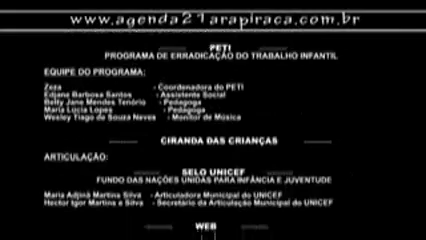 www.agenda21arapiraca.com.br
PETI
PROGRAMA DE ERRADICAÇÃO DO TRABALHO INFANTIL
EQUIPE DO PROGRAMA:
Zeza - Coordenadora do PETI
Edjane Barbosa Santos - Assistente Social
Betty Jane Mendes Tenório - Pedagoga
Maria Lúcia Lopes - Pedagoga
Wesley Tiago de Souza Neves - Monitor de Música
CIRANDA DAS CRIANÇAS
ARTICULAÇÃO:
SELO UNICEF
FUNDO DAS NAÇÕES UNIDAS PARA INFÂNCIA E JUVENTUDE
Maria Adjina Martins Silva - Articuladora Municipal do UNICEF
Hector Igor Martins e Silva - Secretário da Articulação Municipal do UNICEF
WEB